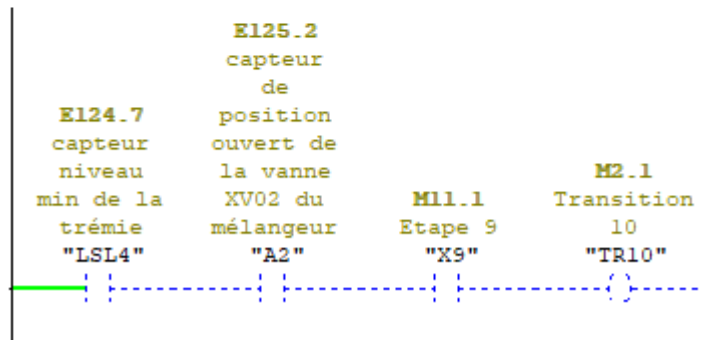 E124.7
capteur
niveau
min de la
trémie
"LSL4"
E125.2
capteur
de
position
ouvert de
la vanne
XV02 du
mélangeur
"A2"
M11.1
Etape 9
"X9"
M2.1
Transition
10
"TR10"